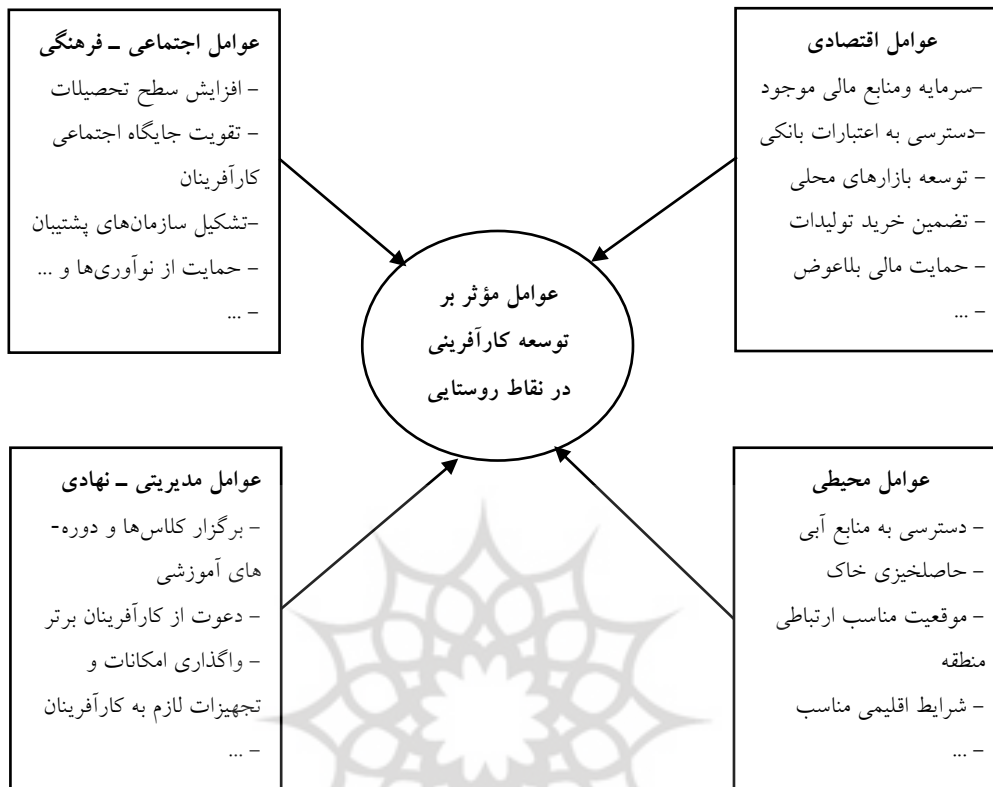 عوامل اقتصادی
-سرمایه ومنابع مالی موجود
-دسترسی به اعتبارات بانکی
- توسعه بازارهای محلی
- تضمین خرید تولیدات
- حمایت مالی بلاعوض
- ...
عوامل اجتماعی ـ فرهنگی
- افزایش سطح تحصیلات
- تقویت جایگاه اجتماعی
کارآفرینان
-تشکیل سازمان‌های پشتیبان
- حمایت از نوآوری‌ها و ...
- ...
عوامل مؤثر بر
توسعه کارآفرینی
در نقاط روستایی
عوامل محیطی
- دسترسی به منابع آبی
- حاصلخیزی خاک
- موقعیت مناسب ارتباطی
منطقه
- شرایط اقلیمی مناسب
- ...
عوامل مدیریتی ـ نهادی
- برگزار کلاس‌ها و دوره-
های آموزشی
- دعوت از کارآفرینان برتر
- واگذاری امکانات و
تجهیزات لازم به کارآفرینان
- ...